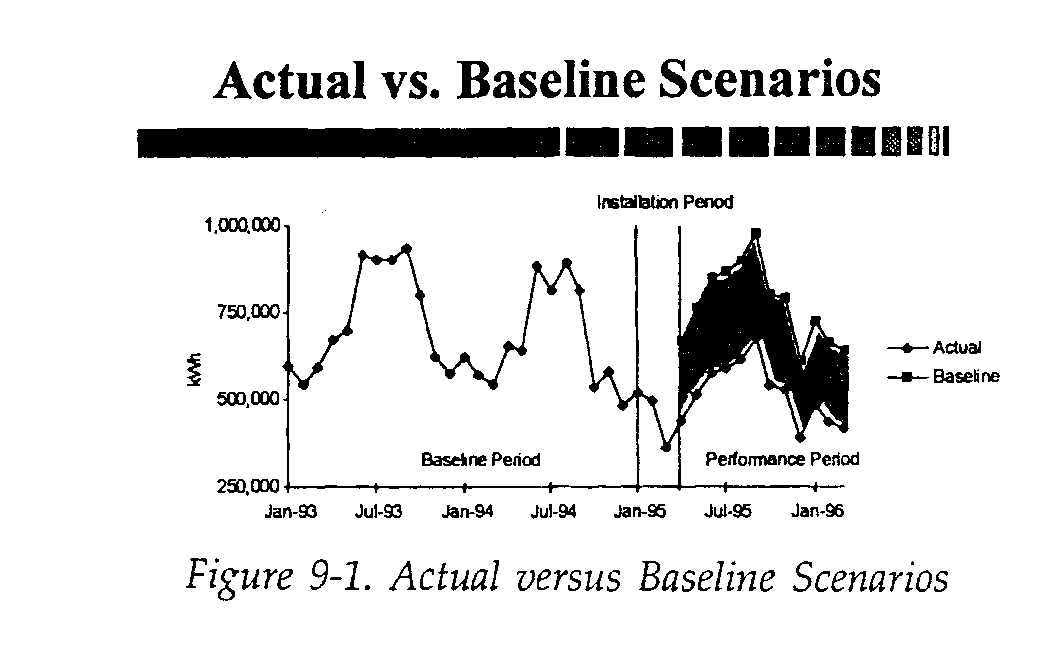 Actual vs. Baseline Scenarios
Installation Period
1,000,000
750,000
500,000
250,000
kWh
Baseline Period
Performance Period
Actual
Baseline
Jan-93 Jul-93 Jan-94 Jul-94 Jan-95 Jul-95 Jan-96
Figure 9-1. Actual versus Baseline Scenarios